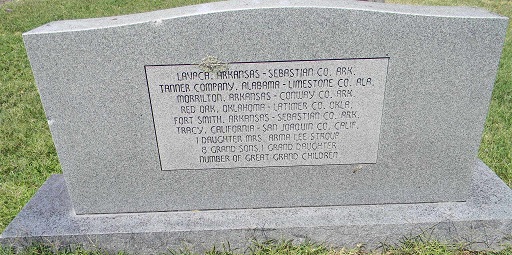 LAVACA, ARKANSAS - SEBASTIAN CO. ARK.
TANNER COMPANY, ALABAMA - LIMESTONE CO. ALA.
MORRILTON, ARKANSAS - CONWAY CO. ARK.
RED OAK, OKLAHOMA - LATIMER CO. OKLA.
FORT SMITH, ARKANSAS - SEBASTIAN CO. ARK.
TRACY, CALIFORNIA - SAN JOAQUIN CO. CALIF.
1 DAUGHTER MRS. ARMA LEE STROUP
8 GRAND SONS, 1 GRAND DAUGHTER
NUMBER OF GREAT GRAND CHILDREN